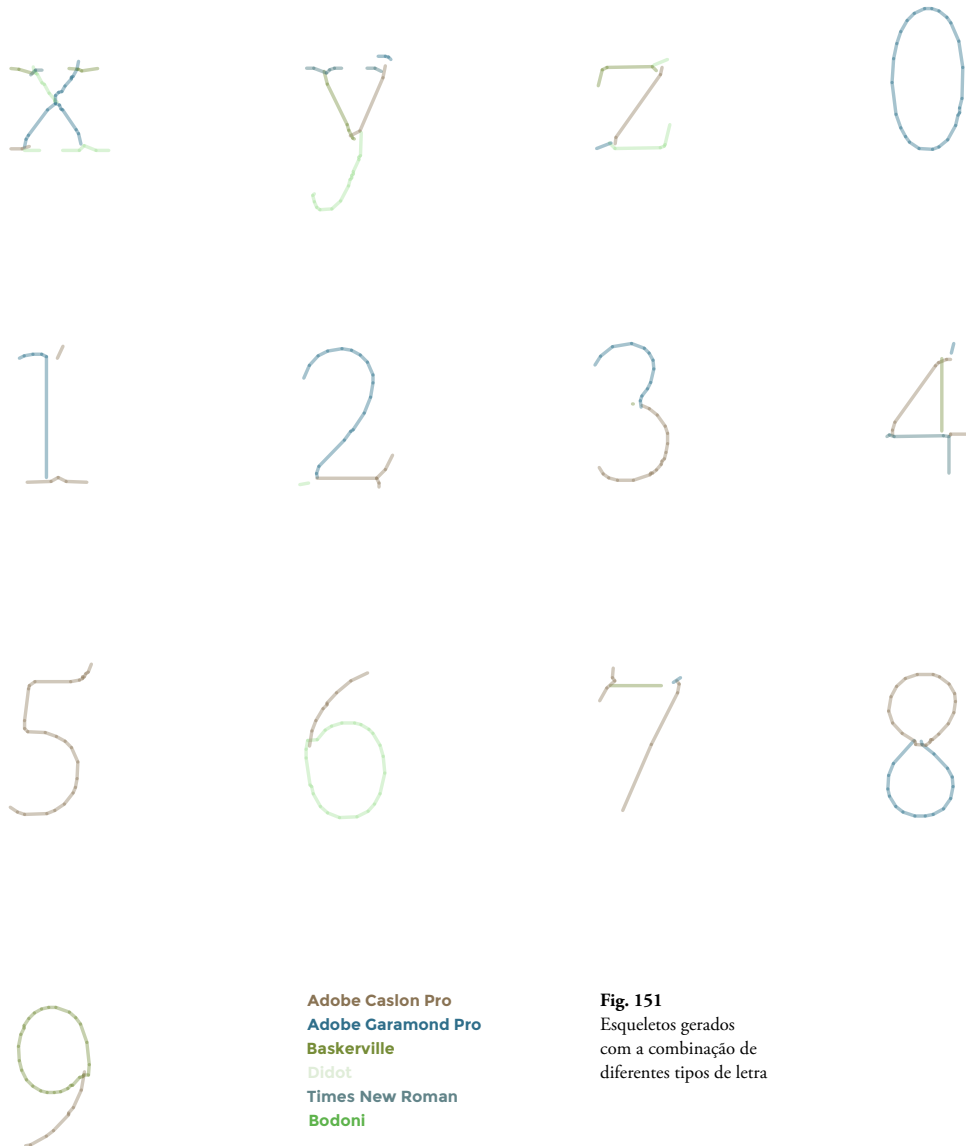 x y z 0
1 2 3 4
5 6 7 8
9
Adobe Caslon Pro
Adobe Garamond Pro
Baskerville
Didot
Times New Roman
Bodoni
Fig. 151
Esqueletos gerados
com a combinação de
diferentes tipos de letra